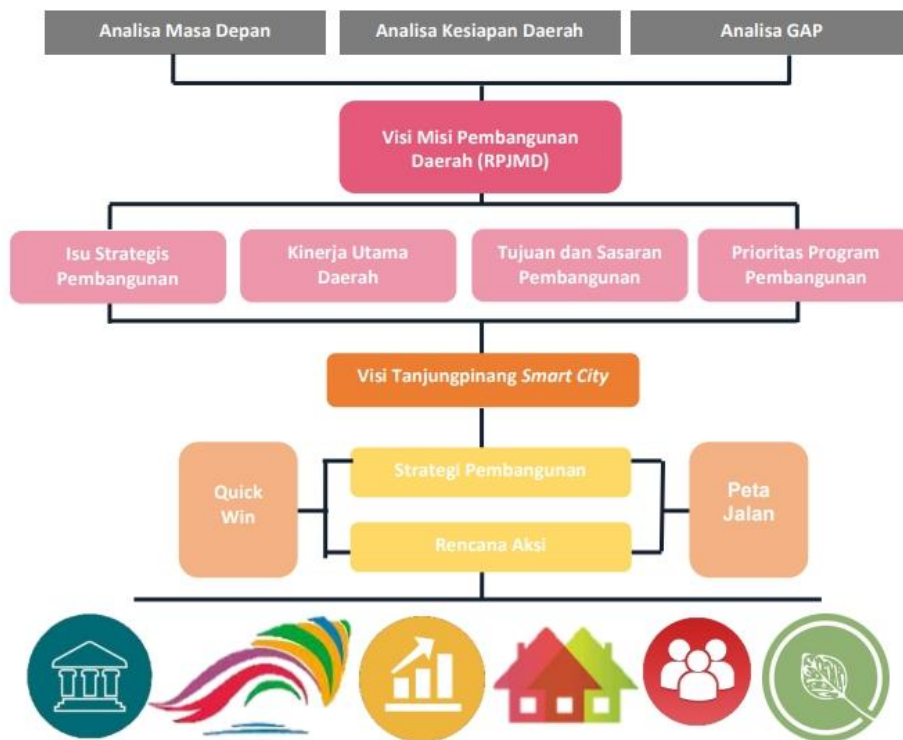 Analisa Masa Depan
Analisa Kesiapan Daerah
Analisa GAP
Visi Misi Pembangunan
Daerah (RPJMD)
Isu Strategis
Pembangunan
Kinerja Utama
Daerah
Tujuan dan Sasaran
Pembangunan
Prioritas Program
Pembangunan
Visi Tanjungpinang Smart City
Quick
Win
Strategi Pembangunan
Rencana Aksi
Peta
Jalan